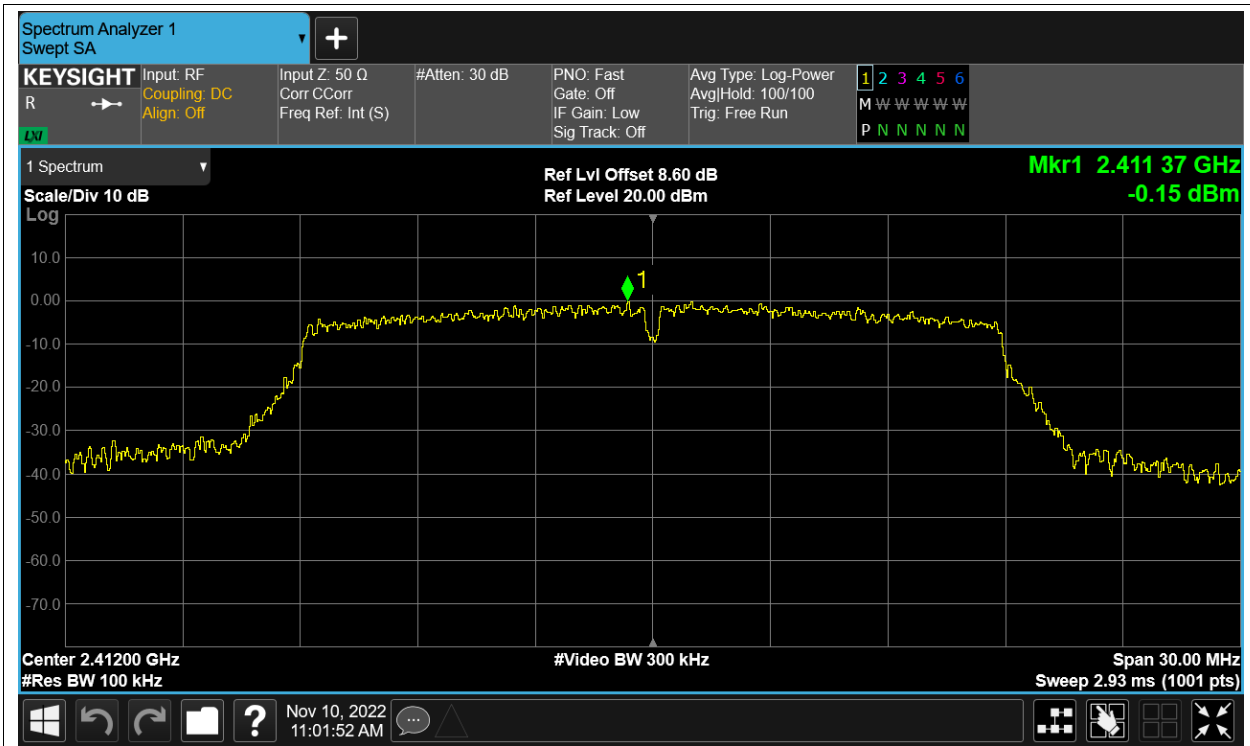 Spectrum Analyzer 1
Swept SA
+
KEYSIGHT
R
LXI
Input: RF
Coupling: DC
Align: Off
Input Z: 50 Ω
Corr CCorr
Freq Ref: Int (S)
#Atten: 30 dB
PNO: Fast
Gate: Off
IF Gain: Low
Sig Track: Off
Avg Type: Log-Power
Avg|Hold: 100/100
Trig: Free Run
1 2 3 4 5 6
M W W W W W
P N N N N N
1 Spectrum
Scale/Div 10 dB
Ref Lvl Offset 8.60 dB
Ref Level 20.00 dBm
Mkr1 2.411 37 GHz
-0.15 dBm
Log
10.0
0.00
-10.0
-20.0
-30.0
-40.0
-50.0
-60.0
-70.0
1
Center 2.41200 GHz
#Res BW 100 kHz
#Video BW 300 kHz
Span 30.00 MHz
Sweep 2.93 ms (1001 pts)
?
Nov 10, 2022
11:01:52 AM